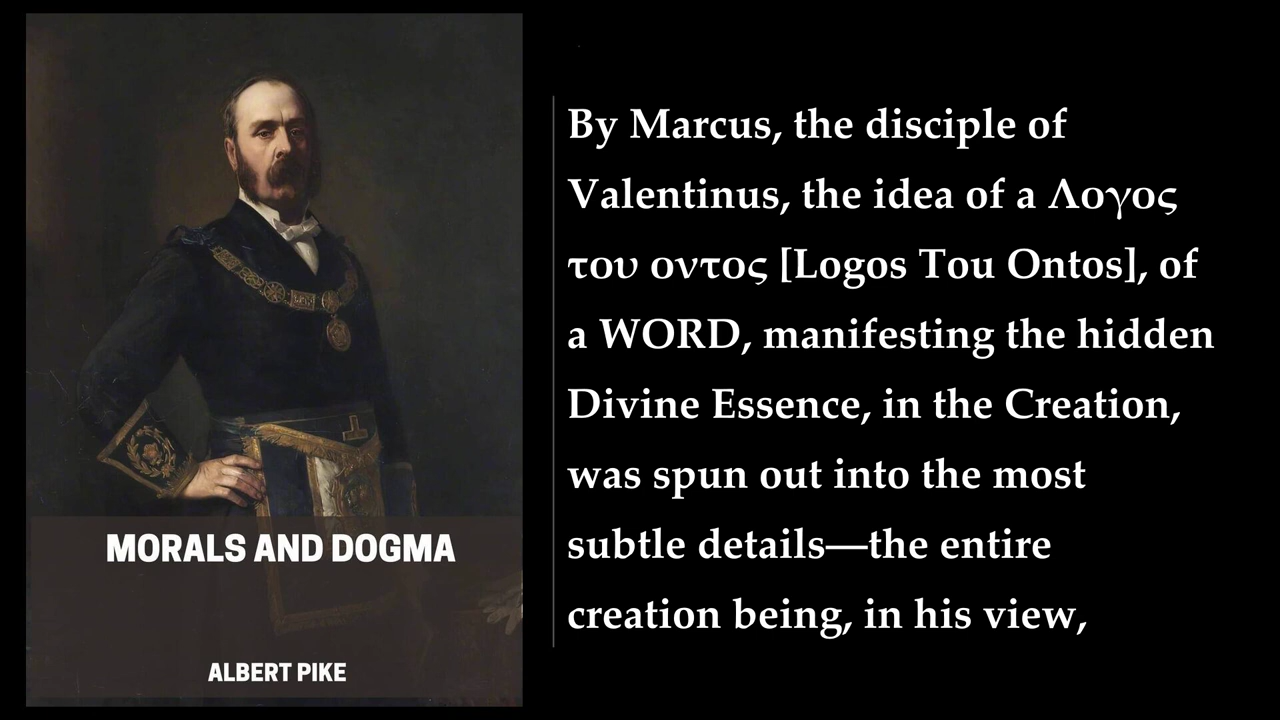 MORALS AND DOGMA
ALBERT PIKE
By Marcus, the disciple of
Valentinus, the idea of a Λογος
του οντος [Logos Tou Ontos], of
a WORD, manifesting the hidden
Divine Essence, in the Creation,
was spun out into the most
subtle details—the entire
creation being, in his view,